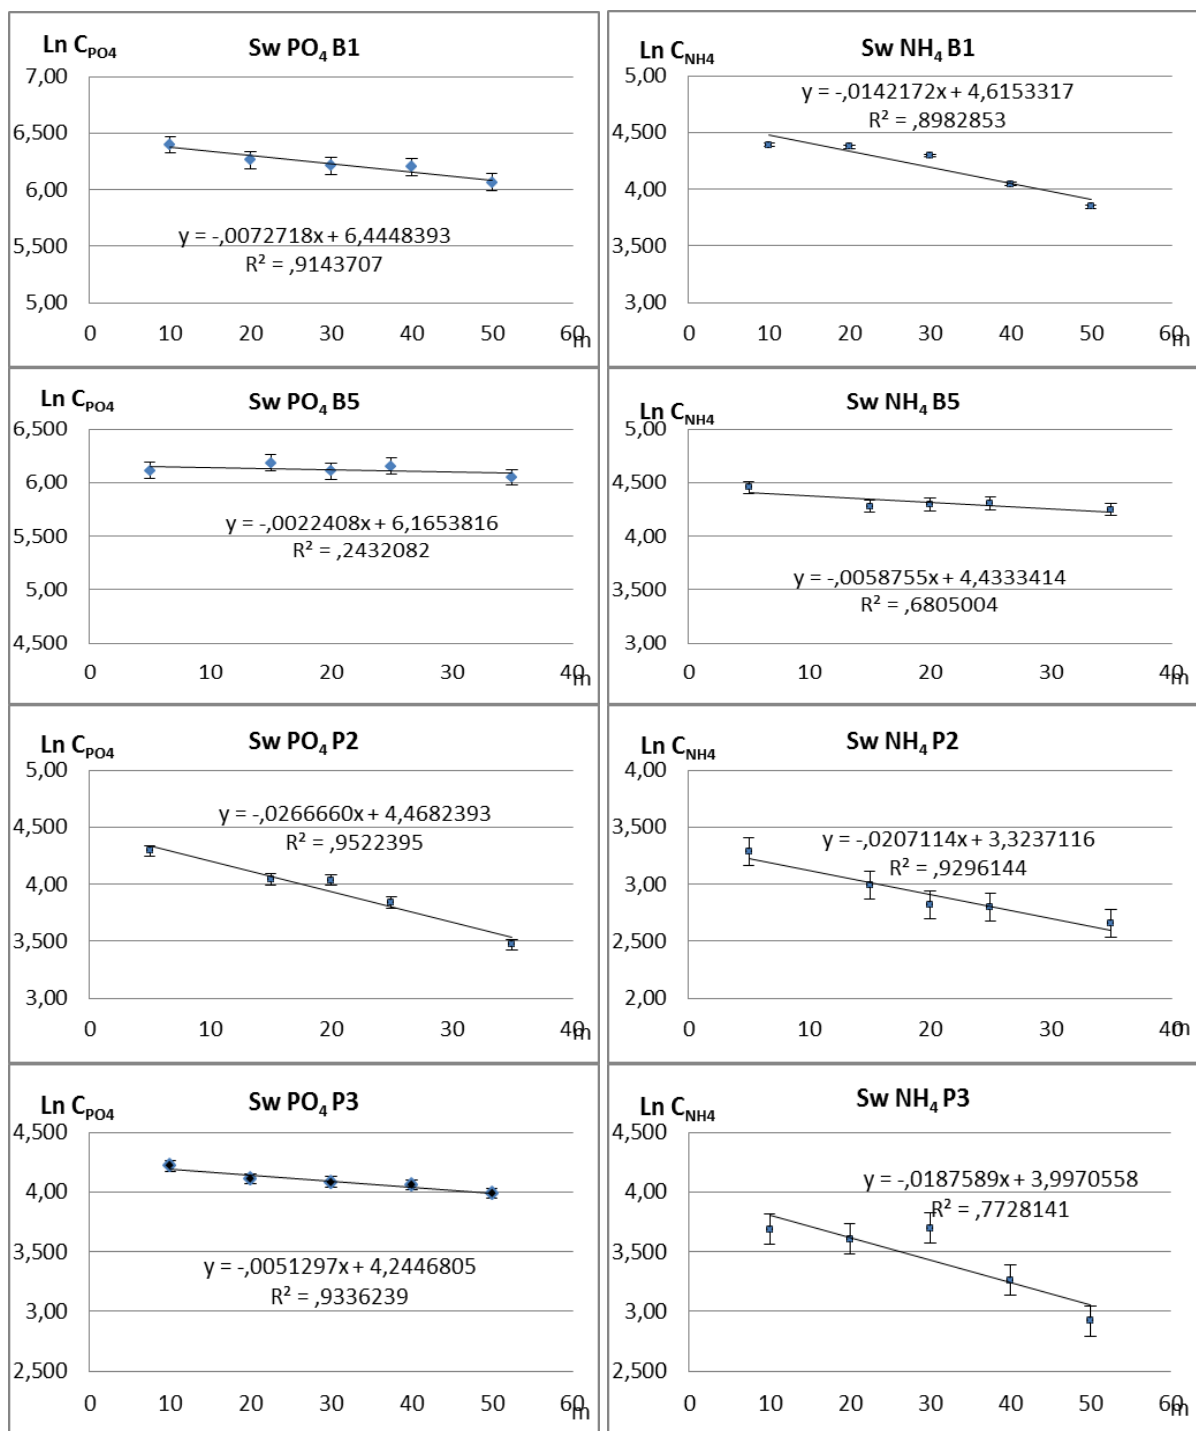 Ln C_PO4 Sw PO₄ B1
7,00
6,500
6,00
y = -,0072718x + 6,4448393
R² = ,9143707
5,500
5,00
0 10 20 30 40 50 60
m
Ln C_NH4 Sw NH₄ B1
5,00
y = -,0142172x + 4,6153317
R² = ,8982853
4,500
4,00
3,500
3,00
0 10 20 30 40 50 60
m
Ln C_PO4 Sw PO₄ B5
6,500
6,00
y = -,0022408x + 6,1653816
5,500
R² = ,2432082
5,00
4,500
0 10 20 30 40
m
Ln C_NH4 Sw NH₄ B5
5,00
4,500
4,00
y = -,0058755x + 4,4333414
3,500
R² = ,6805004
3,00
0 10 20 30 40
m
Ln C_PO4 Sw PO₄ P2
5,00
y = -,0266660x + 4,4682393
4,500
R² = ,9522395
4,00
3,500
3,00
0 10 20 30 40
m
Ln C_NH4 Sw NH₄ P2
4,00
3,500
y = -,0207114x + 3,3237116
R² = ,9296144
3,00
2,500
2,00
0 10 20 30 40
m
Ln C_PO4 Sw PO₄ P3
4,500
4,00
3,500
y = -,0051297x + 4,2446805
R² = ,9336239
3,00
2,500
0 10 20 30 40 50 60
m
Ln C_NH4 Sw NH₄ P3
4,500
y = -,0187589x + 3,9970558
4,00
R² = ,7728141
3,500
3,00
2,500
0 10 20 30 40 50 60
m